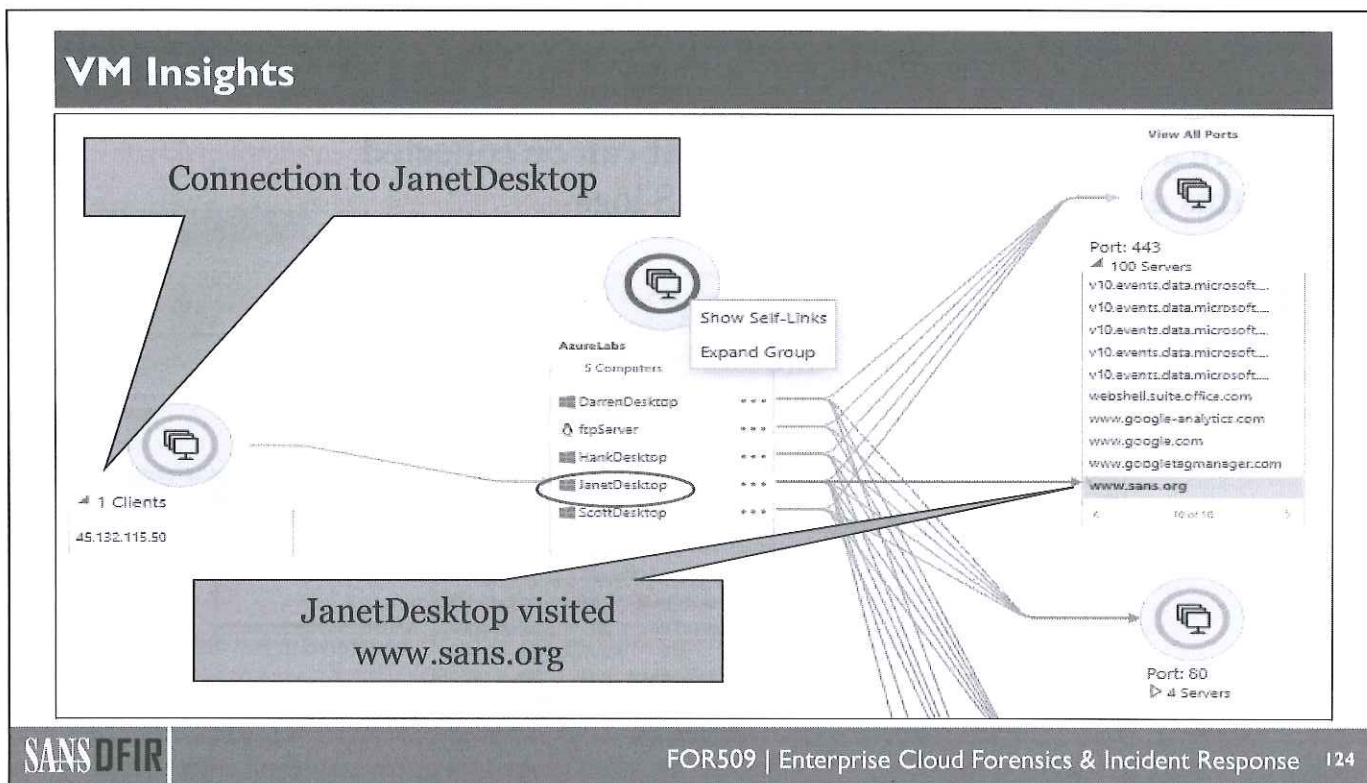 VM Insights
Connection to JanetDesktop
1 Clients
45.132.115.50
Show Self-Links
Expand Group
AzureLabs
5 Computers
DarrenDesktop
ftpServer
HankDesktop
JanetDesktop
ScottDesktop
View All Ports
Port: 443
100 Servers
v10.events.data.microsoft....
v10.events.data.microsoft....
v10.events.data.microsoft....
v10.events.data.microsoft....
v10.events.data.microsoft....
webshell.suite.office.com
www.google-analytics.com
www.google.com
www.googletagmanager.com
www.sans.org
10 of 10
JanetDesktop visited
www.sans.org
Port: 80
4 Servers
SANS DFIR
FOR509 | Enterprise Cloud Forensics & Incident Response 124